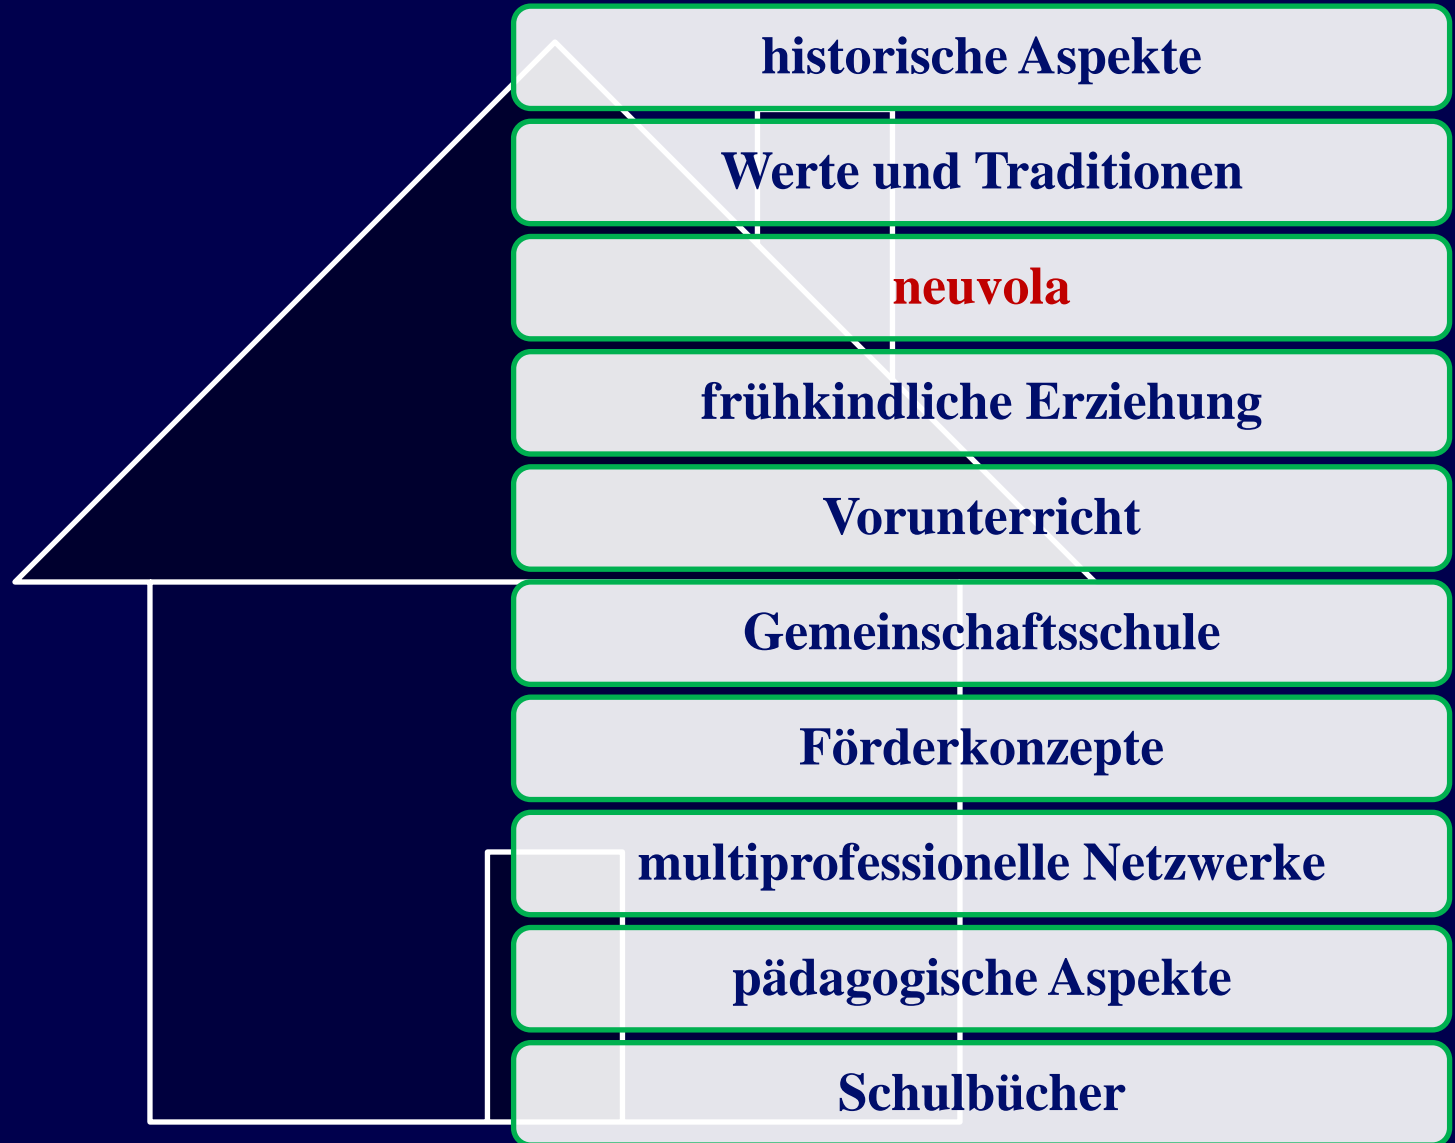 historische Aspekte
Werte und Traditionen
neuvola
frühkindliche Erziehung
Vorunterricht
Gemeinschaftsschule
Förderkonzepte
multiprofessionelle Netzwerke
pädagogische Aspekte
Schulbücher